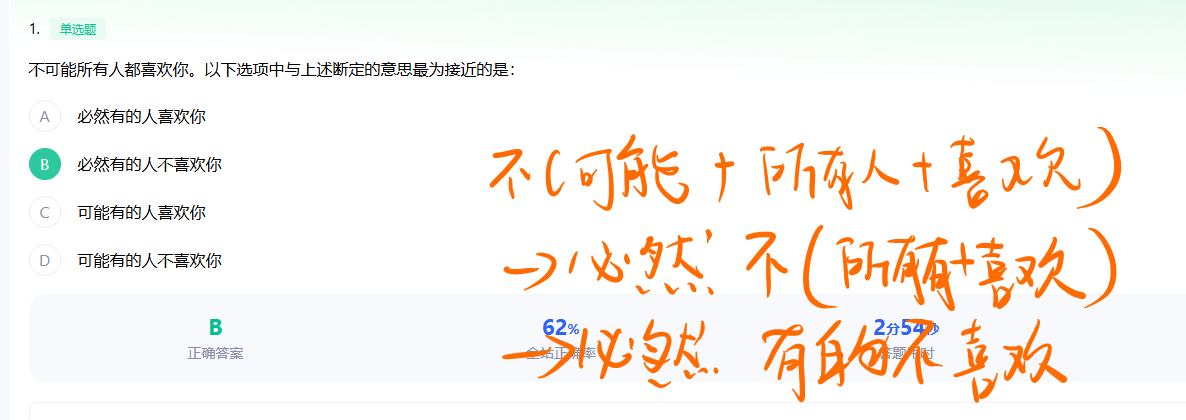 1. 单选题
不可能所有人都喜欢你。以下选项中与上述断定的意思最为接近的是：
A 必然有的人喜欢你
B 必然有的人不喜欢你
C 可能有的人喜欢你
D 可能有的人不喜欢你
不(可能+所有人+喜欢)
→必然 不(所有+喜欢)
→必然 有的不喜欢
B 62% 2分54秒
正确答案 全站正确率 答题用时